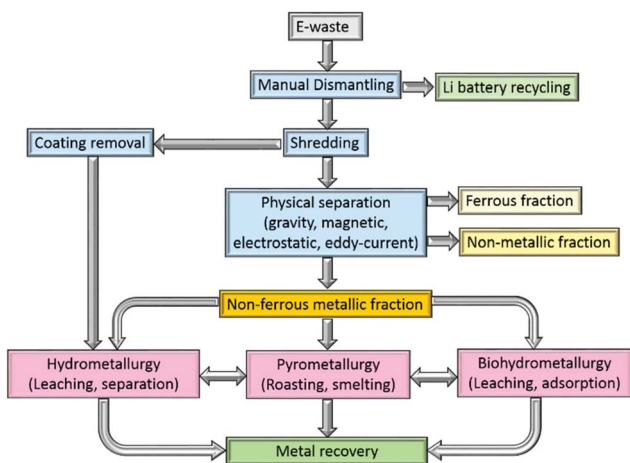 E-waste
Manual Dismantling
Li battery recycling
Coating removal
Shredding
Physical separation
(gravity, magnetic,
electrostatic, eddy-current)
Ferrous fraction
Non-metallic fraction
Non-ferrous metallic fraction
Hydrometallurgy
(Leaching, separation)
Pyrometallurgy
(Roasting, smelting)
Biohydrometallurgy
(Leaching, adsorption)
Metal recovery